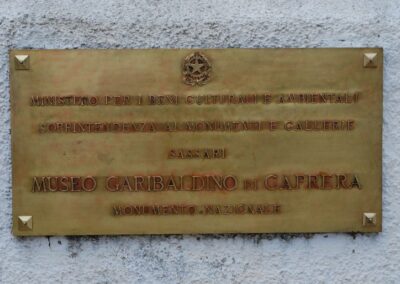 MINISTERO PER I BENI CULTURALI E AMBIENTALI
SOPRINTENDENZA AI MONUMENTI E GALLERIE
SASSARI
MUSEO GARIBALDINO DI CAPRERA
MONUMENTO NAZIONALE